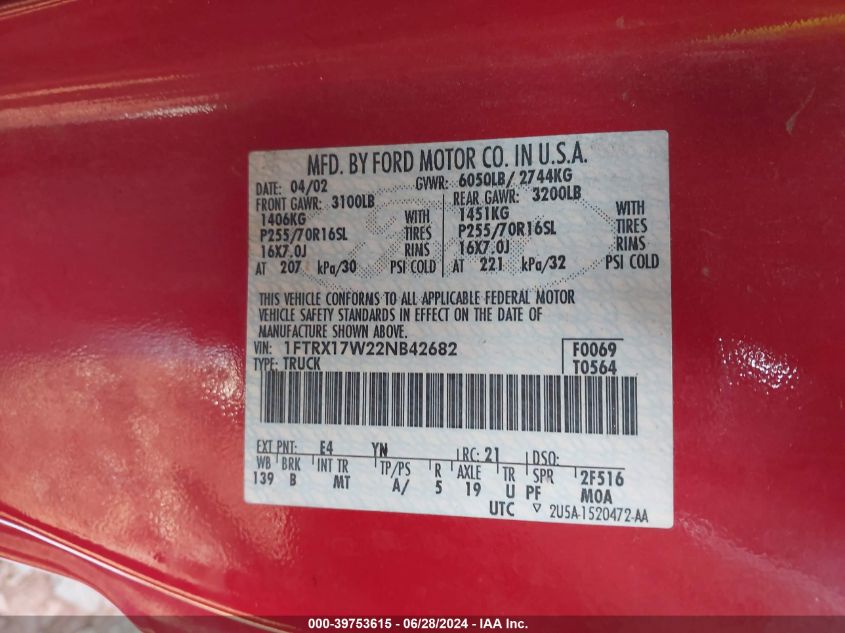 MFD. BY FORD MOTOR CO. IN U.S.A.
DATE: 04/02 GVWR: 6050LB/ 2744KG
FRONT GAWR: 3100LB REAR GAWR: 3200LB
1406KG WITH 1451KG WITH
P255/70R16SL TIRES P255/70R16SL TIRES
16X7.0J RIMS 16X7.0J RIMS
AT 207 kPa/30 PSI COLD AT 221 kPa/32 PSI COLD
THIS VEHICLE CONFORMS TO ALL APPLICABLE FEDERAL MOTOR
VEHICLE SAFETY STANDARDS IN EFFECT ON THE DATE OF
MANUFACTURE SHOWN ABOVE.
VIN: 1FTRX17W22NB42682 F0069
TYPE: TRUCK T0564
EXT PNT: E4 YN RC: 21 DSO:
WB BRK INT TR TP/PS R AXLE TR SPR 2F516
139 B MT A/ 5 19 U PF MOA
UTC ▽ 2U5A-1520472-AA
000-39753615 - 06/28/2024 - IAA Inc.